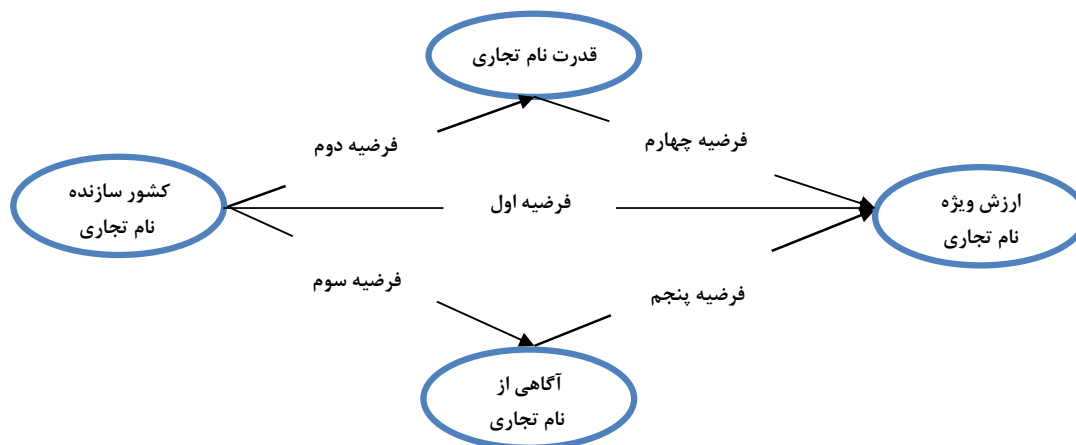 قدرت نام تجاری
فرضیه دوم
فرضیه چهارم
کشور سازنده
نام تجاری
فرضیه اول
ارزش ویژه
نام تجاری
فرضیه سوم
فرضیه پنجم
آگاهی از
نام تجاری